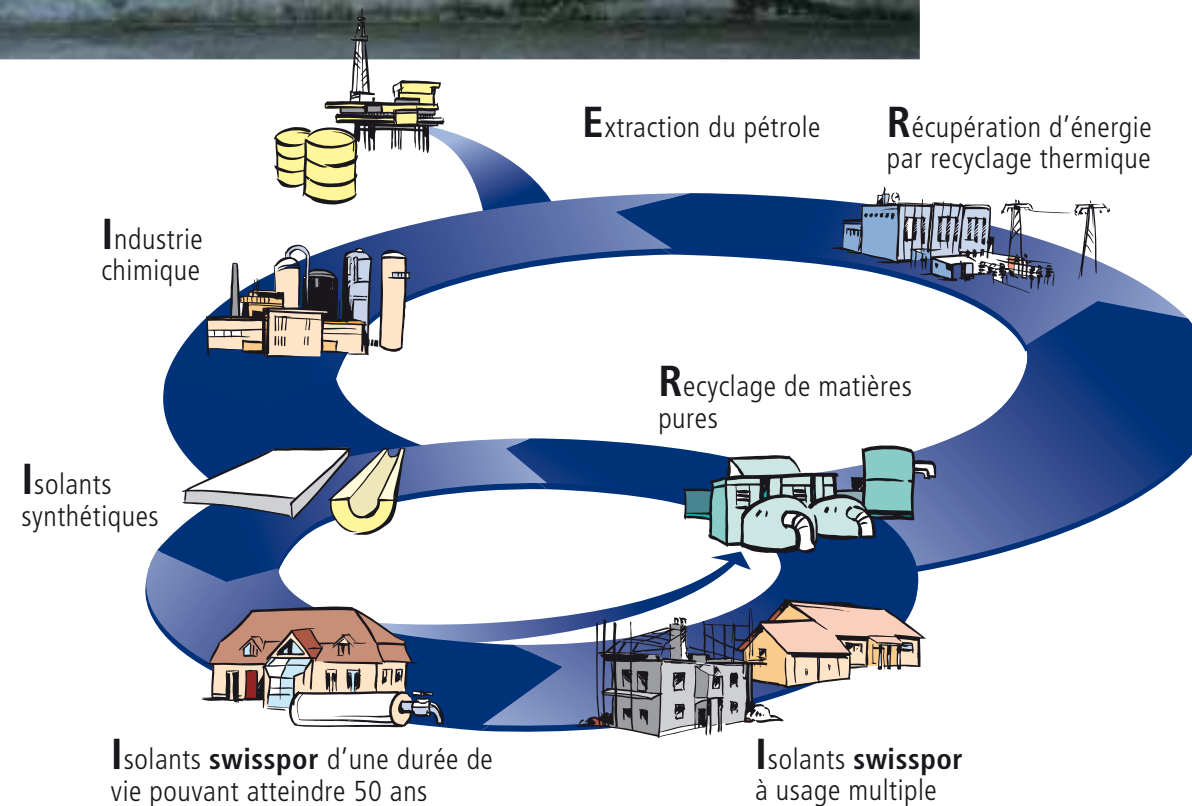 Extraction du pétrole
Récupération d’énergie
par recyclage thermique
Industrie
chimique
Recyclage de matières
pures
Isolants
synthétiques
Isolants swisspor d’une durée de
vie pouvant atteindre 50 ans
Isolants swisspor
à usage multiple